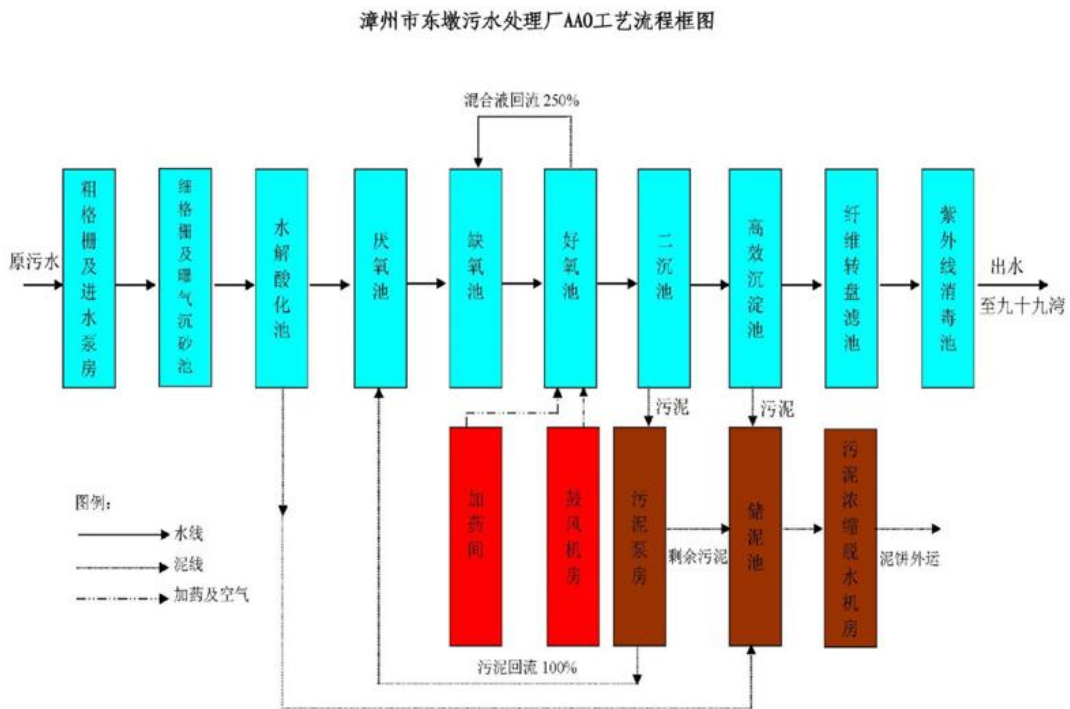 漳州市东墩污水处理厂AAO工艺流程框图
混合液回流 250%
原污水
粗格栅及进水泵房
细格栅及曝气沉砂池
水解酸化池
厌氧池
缺氧池
好氧池
二沉池
高效沉淀池
纤维转盘滤池
紫外线消毒池
出水
至九十九湾
污泥
污泥
加药间
鼓风机房
污泥泵房
剩余污泥
储泥池
污泥浓缩脱水机房
泥饼外运
图例：
水线
泥线
加药及空气
污泥回流 100%